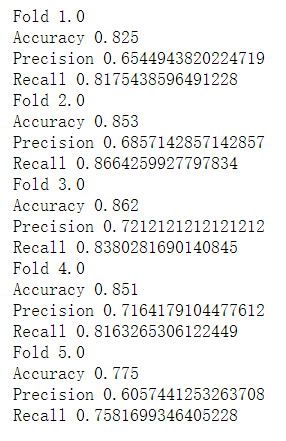 Fold 1.0
Accuracy 0.825
Precision 0.6544943820224719
Recall 0.8175438596491228
Fold 2.0
Accuracy 0.853
Precision 0.6857142857142857
Recall 0.8664259927797834
Fold 3.0
Accuracy 0.862
Precision 0.7212121212121212
Recall 0.8380281690140845
Fold 4.0
Accuracy 0.851
Precision 0.7164179104477612
Recall 0.8163265306122449
Fold 5.0
Accuracy 0.775
Precision 0.6057441253263708
Recall 0.7581699346405228